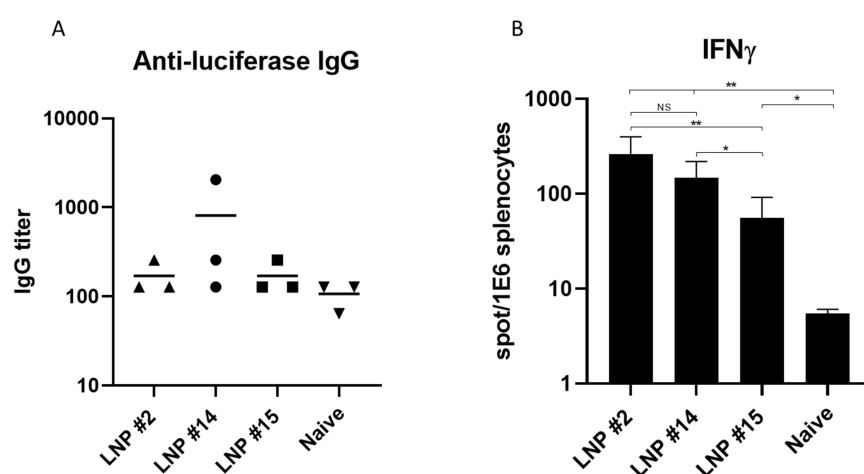 A
Anti-luciferase IgG
IgG titer
10000
1000
100
10
LNP #2
LNP #14
LNP #15
Naive
B
IFNγ
spot/1E6 splenocytes
1000
100
10
1
**
*
NS
**
*
LNP #2
LNP #14
LNP #15
Naive